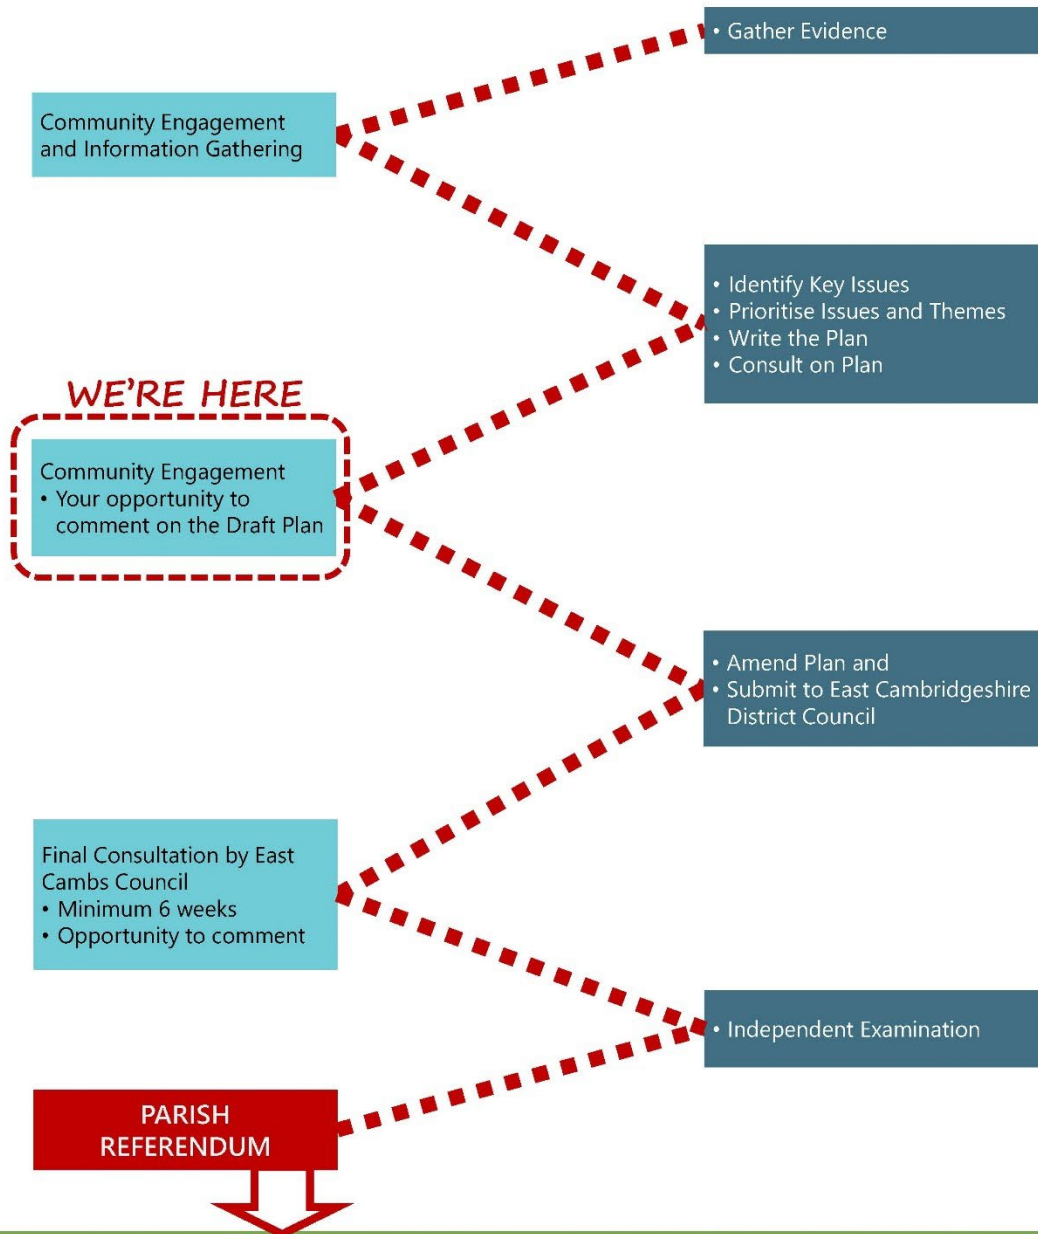 • Gather Evidence
Community Engagement
and Information Gathering
• Identify Key Issues
• Prioritise Issues and Themes
• Write the Plan
• Consult on Plan
WE'RE HERE
Community Engagement
• Your opportunity to
comment on the Draft Plan
• Amend Plan and
• Submit to East Cambridgeshire
District Council
Final Consultation by East
Cambs Council
• Minimum 6 weeks
• Opportunity to comment
• Independent Examination
PARISH
REFERENDUM